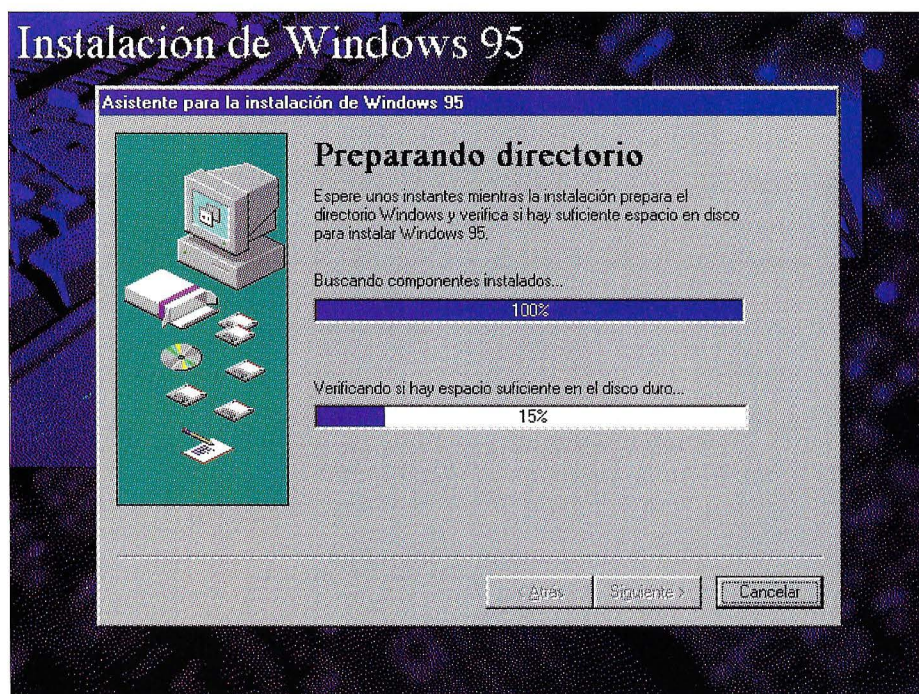 Instalación de Windows 95
Asistente para la instalación de Windows 95
Preparando directorio
Espere unos instantes mientras la instalación prepara el
directorio Windows y verifica si hay suficiente espacio en disco
para instalar Windows 95.
Buscando componentes instalados...
100%
Verificando si hay espacio suficiente en el disco duro...
15%
< Atrás
Siguiente >
Cancelar